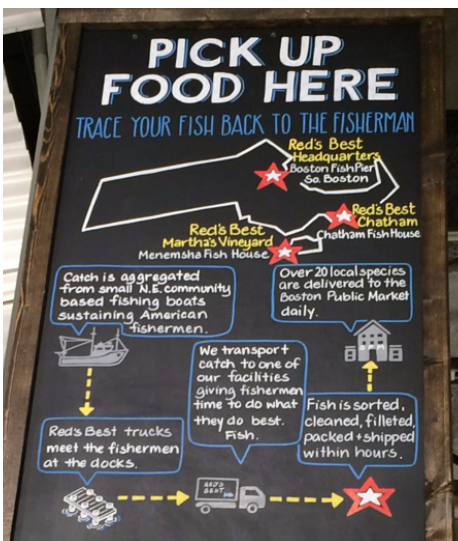 PICK UP
FOOD HERE
TRACE YOUR FISH BACK TO THE FISHERMAN
Red's Best
Headquarters
Boston Fish Pier
So. Boston
Red's Best
Chatham
Chatham Fish House
Red's Best
Martha's Vineyard
Menemsha Fish House
Catch is aggregated
from small N.E. community
based fishing boats
sustaining American
fishermen.
Over 20 local species
are delivered to the
Boston Public Market
daily.
We transport
catch to one of
our facilities
giving fishermen
time to do what
they do best.
Fish.
Fish is sorted,
cleaned, filleted,
packed + shipped
within hours.
Red's Best trucks
meet the fishermen
at the docks.
RED'S
BEST